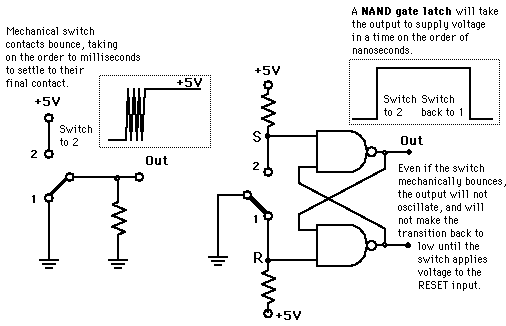 Mechanical switch
contacts bounce, taking
on the order to milliseconds
to settle to their
final contact.
+5V
+5V
Switch
to 2
2
Out
1
A NAND gate latch will take
the output to supply voltage
in a time on the order of
nanoseconds.
Switch
to 2
Switch
back to 1
+5V
S
2
1
R
+5V
Out
Even if the switch
mechanically bounces,
the output will not
oscillate, and will
not make the
transition back to
low until the
switch applies
voltage to the
RESET input.